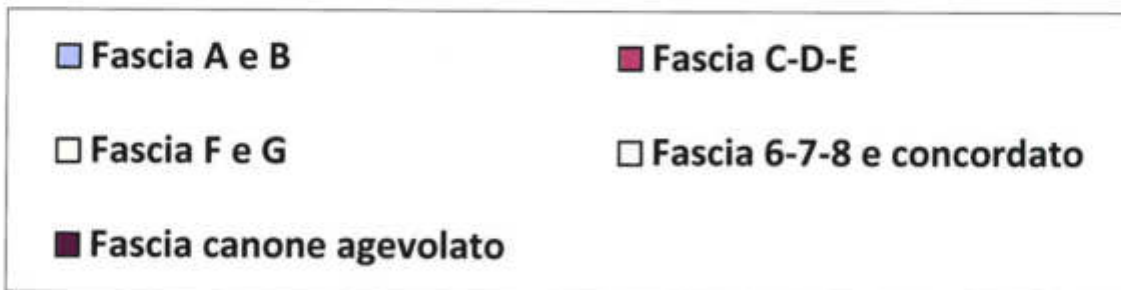 Fascia A e B
Fascia C-D-E
Fascia F e G
Fascia 6-7-8 e concordato
Fascia canone agevolato